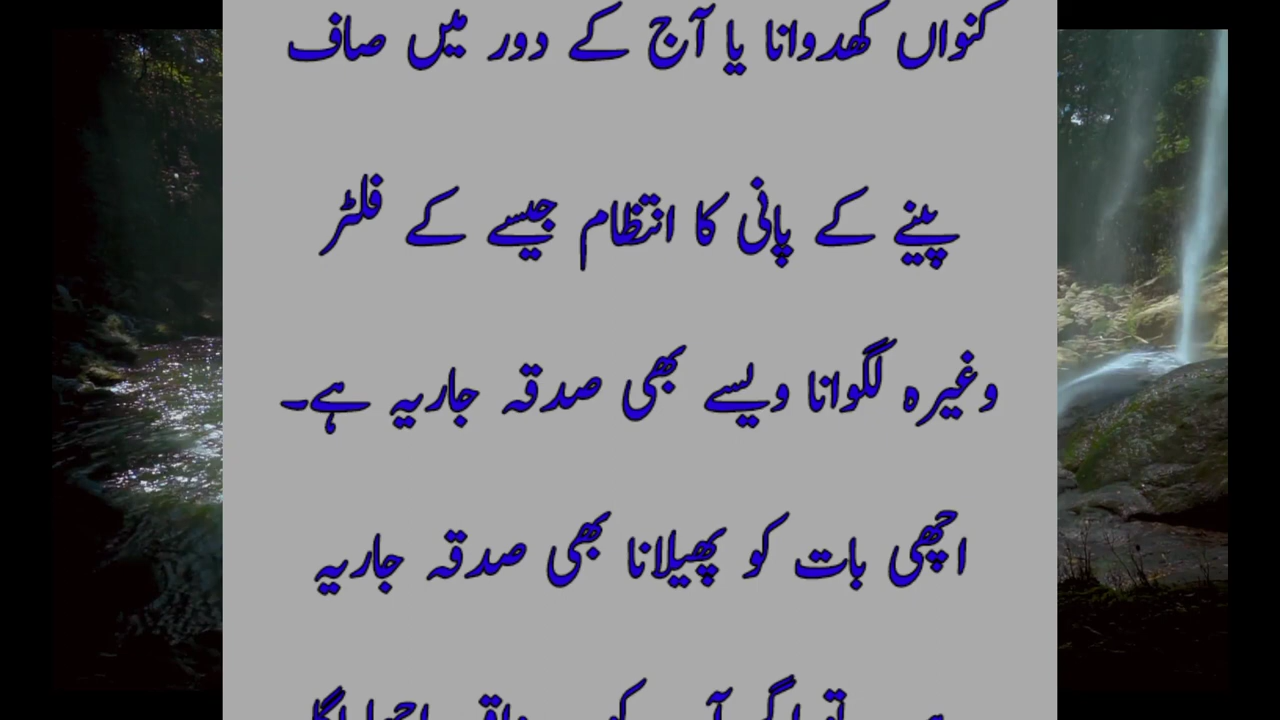 کنواں کھدوانا یا آج کے دور میں صاف
پینے کے پانی کا انتظام جیسے کے فلٹر
وغیرہ لگوانا ویسے بھی صدقہ جاریہ ہے۔
اچھی بات کو پھیلانا بھی صدقہ جاریہ